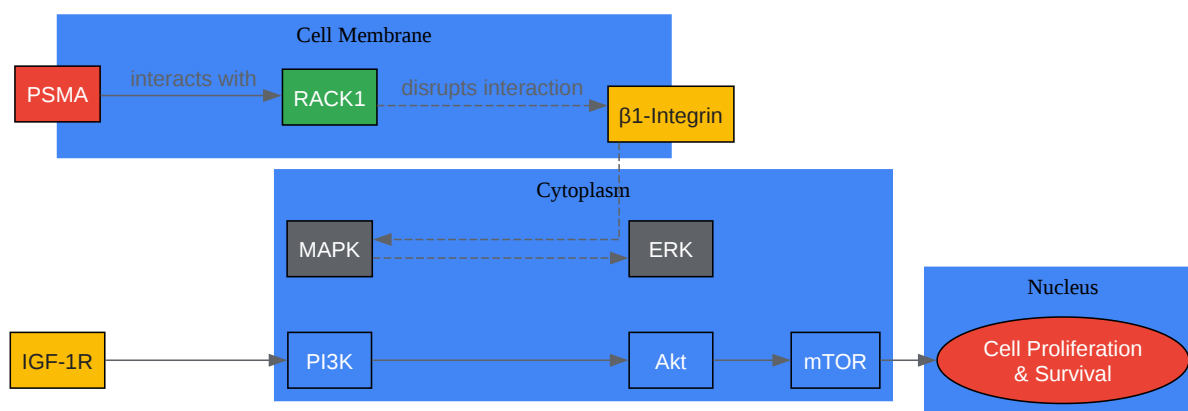 Cell Membrane
PSMA
interacts with
RACK1
disrupts interaction
β1-Integrin
Cytoplasm
MAPK
ERK
Nucleus
IGF-1R
PI3K
Akt
mTOR
Cell Proliferation
& Survival